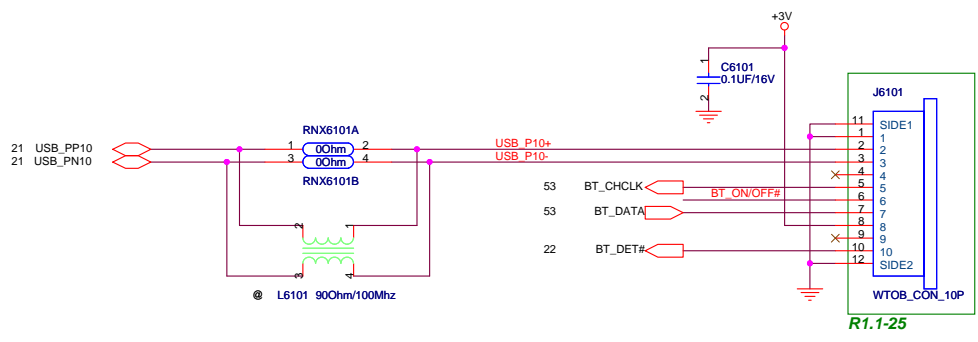 +3V
1
C6101
0.1UF/16V
2
J6101
RNX6101A
11 SIDE1
1 1
21 USB_PP10 1 0Ohm 2 USB_P10+ 2 2
21 USB_PN10 3 0Ohm 4 USB_P10- 3 3
RNX6101B
4 4
53 BT_CHCLK 5 5
BT_ON/OFF# 6 6
53 BT_DATA 7 7
8 8
2 1
9 9
22 BT_DET# 10 10
12 SIDE2
3 4
@ L6101 90Ohm/100Mhz
WTOB_CON_10P
R1.1-25